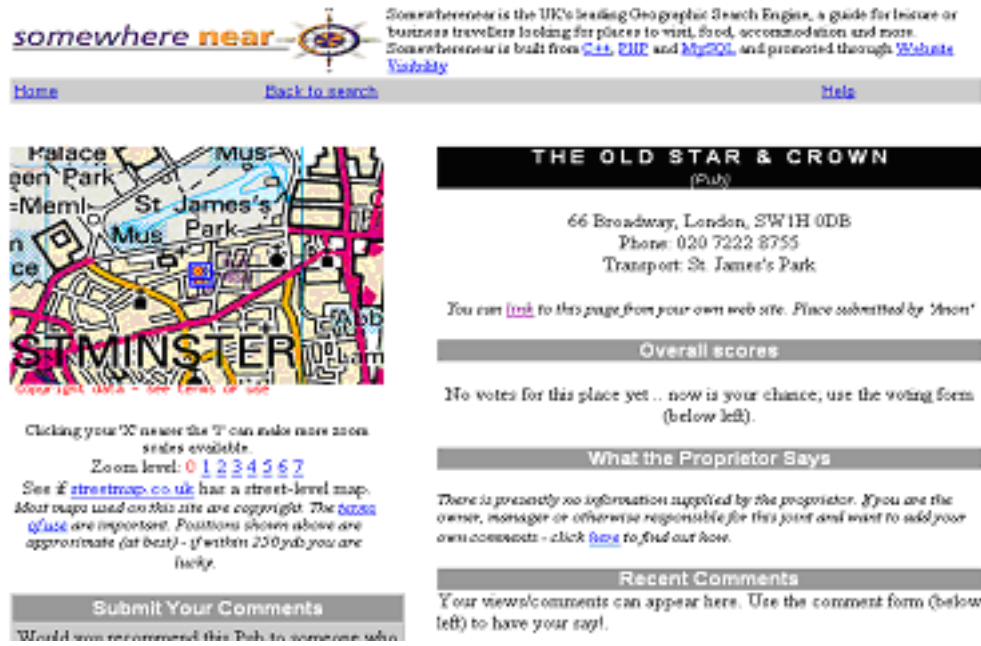 somewhere near
Somewherenear is the UK's leading Geographic Search Engine, a guide for leisure or
business travellers looking for places to visit, food, accommodation and more.
Somewherenear is built from C++, PHP and MySQL, and promoted through Website
Visibility
Home Back to search Help
Palace Mus
een Park
=Meml St James's
Mus Park
n
ce
STMINSTER
Lam
Copyright data - see terms of use
Clicking your 'X' nearer the 'T' can make more zoom
scales available.
Zoom level: 0 1 2 3 4 5 6 7
See if streetmap.co.uk has a street-level map.
Most maps used on this site are copyright. The terms
of use are important. Positions shown above are
approximate (at best) - if within 250yds you are
lucky.
Submit Your Comments
Would you recommend this Pub to someone who
THE OLD STAR & CROWN
(Pub)
66 Broadway, London, SW1H 0DB
Phone: 020 7222 8755
Transport: St. James's Park
You can link to this page from your own web site. Place submitted by 'Anon'
Overall scores
No votes for this place yet .. now is your chance; use the voting form
(below left).
What the Proprietor Says
There is presently no information supplied by the proprietor. If you are the
owner, manager or otherwise responsible for this joint and want to add your
own comments - click here to find out how.
Recent Comments
Your views/comments can appear here. Use the comment form (below
left) to have your say!.